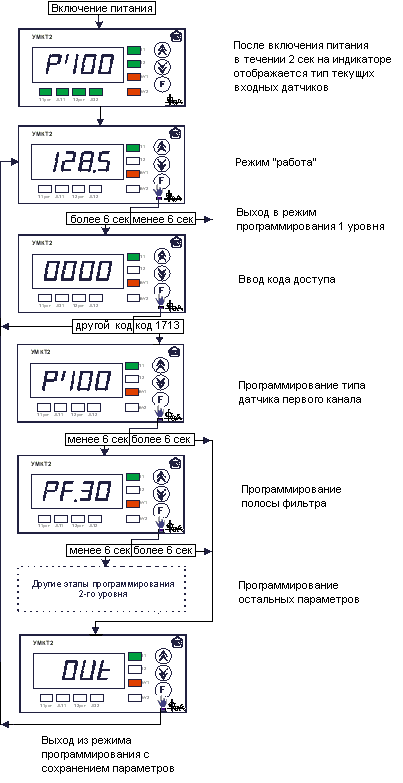 Включение питания
УМКТ2
P'100
F
После включения питания
в течении 2 сек на индикаторе
отображается тип текущих
входных датчиков
УМКТ2
128.5
F
Режим "работа"
более 6 сек менее 6 сек
Выход в режим
программирования 1 уровня
УМКТ2
0000
F
Ввод кода доступа
другой код код 1713
УМКТ2
P'100
F
Программирование типа
датчика первого канала
менее 6 сек более 6 сек
УМКТ2
PF.30
F
Программирование
полосы фильтра
менее 6 сек более 6 сек
Другие этапы программирования
2-го уровня
Программирование
остальных параметров
УМКТ2
OUt
F
Выход из режима
программирования с
сохранением параметров